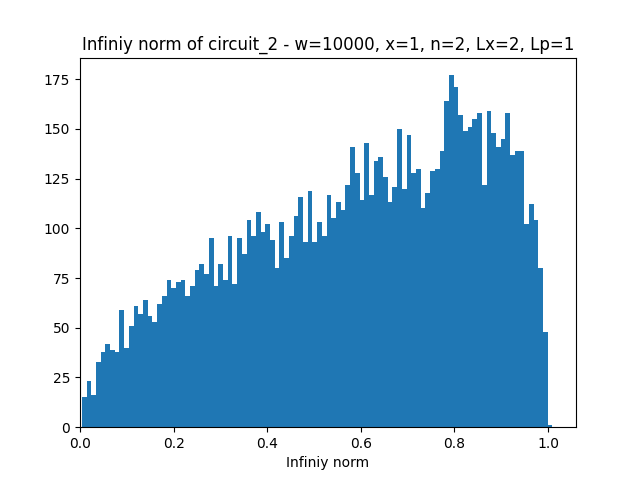 Infiniy norm of circuit_2 - w=10000, x=1, n=2, Lx=2, Lp=1
175
150
125
100
75
50
25
0
0.0 0.2 0.4 0.6 0.8 1.0
Infiniy norm